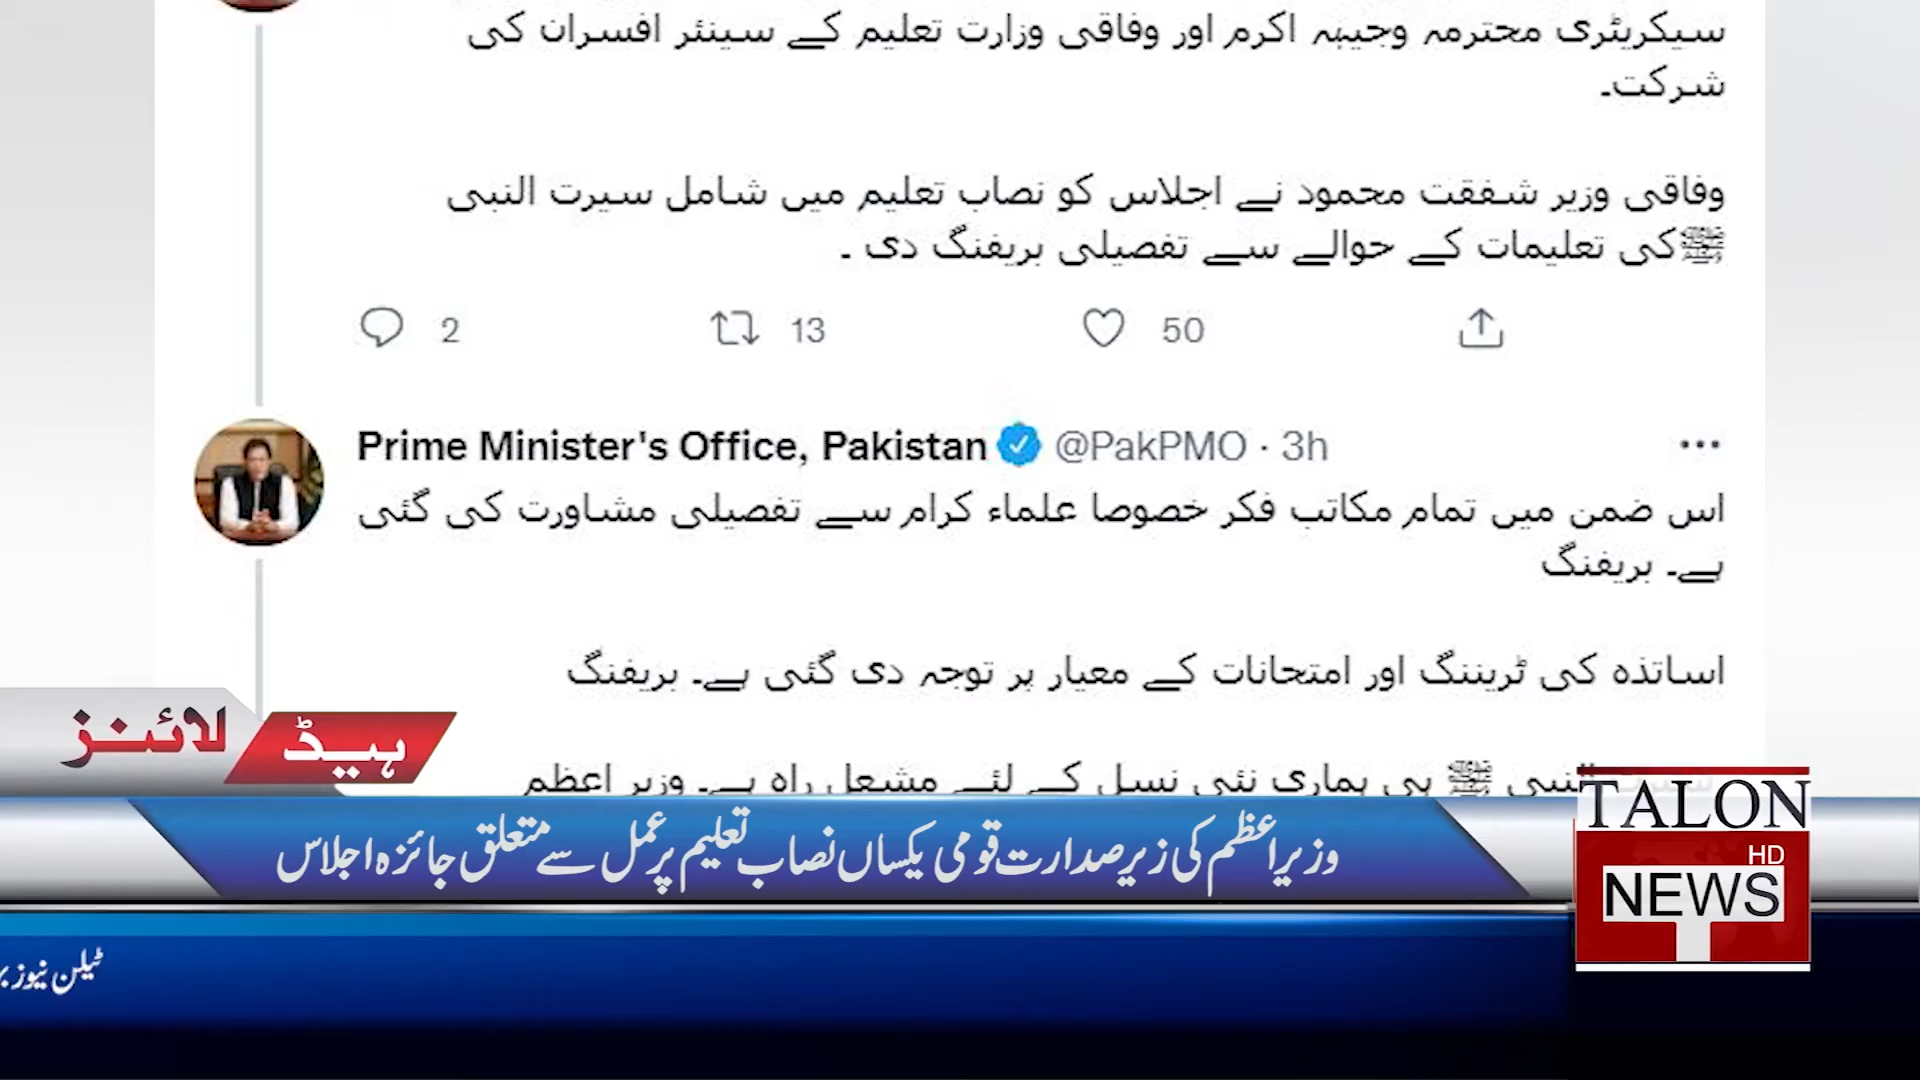 سیکریٹری محترمہ وجیہہ اکرم اور وفاقی وزارت تعلیم کے سینئر افسران کی
شرکت۔
وفاقی وزیر شفقت محمود نے اجلاس کو نصاب تعلیم میں شامل سیرت النبی
ﷺکی تعلیمات کے حوالے سے تفصیلی بریفنگ دی ۔
2 13 50
Prime Minister's Office, Pakistan @PakPMO · 3h
اس ضمن میں تمام مکاتب فکر خصوصا علماء کرام سے تفصیلی مشاورت کی گئی
ہے۔ بریفنگ
اساتذہ کی ٹریننگ اور امتحانات کے معیار پر توجہ دی گئی ہے۔ بریفنگ
النبی ﷺ ہی ہماری نئی نسل کے لئے مشعل راہ ہے۔ وزیر اعظم
ہیڈ لائنز
وزیراعظم کی زیرصدارت قومی یکساں نصاب تعلیم پر عمل سے متعلق جائزہ اجلاس
TALON
HD
NEWS
ٹیلن نیوز